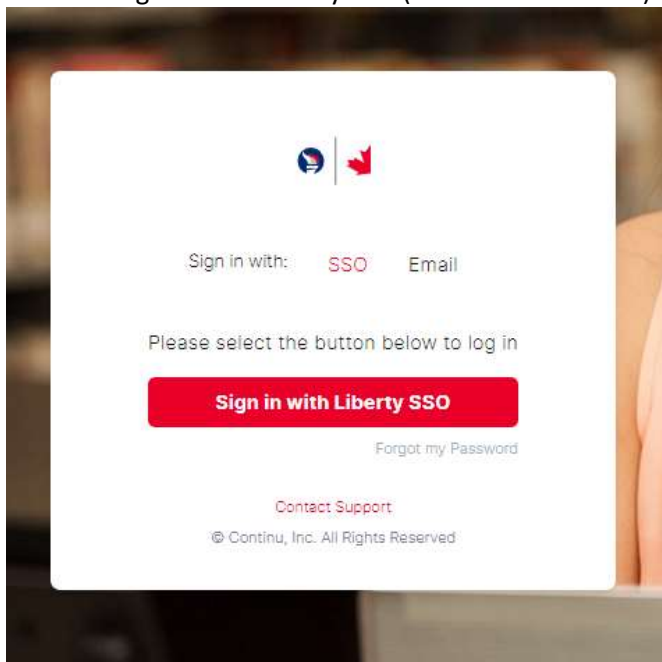 Sign in with: SSO Email
Please select the button below to log in
Sign in with Liberty SSO
Forgot my Password
Contact Support
© Continu, Inc. All Rights Reserved